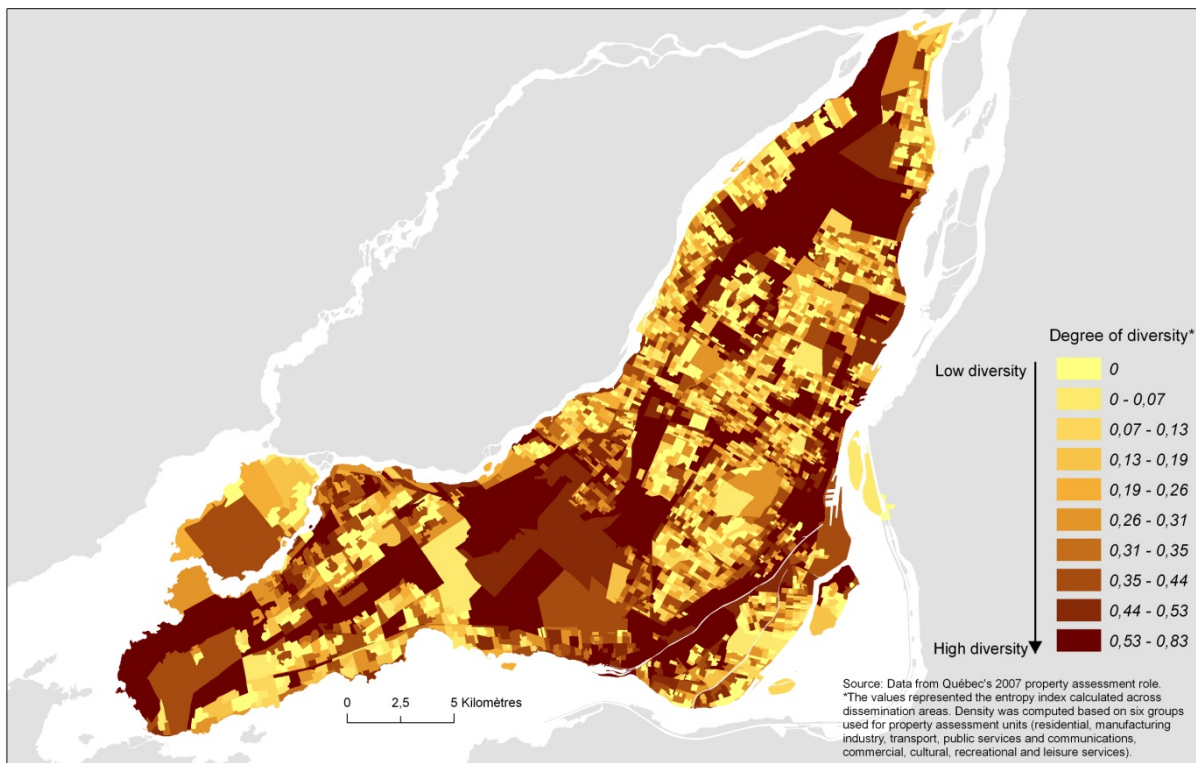 Degree of diversity*
Low diversity
0
0 - 0,07
0,07 - 0,13
0,13 - 0,19
0,19 - 0,26
0,26 - 0,31
0,31 - 0,35
0,35 - 0,44
0,44 - 0,53
0,53 - 0,83
High diversity
0 2,5 5 Kilomètres
Source: Data from Québec's 2007 property assessment role.
*The values represented the entropy index calculated across
dissemination areas. Density was computed based on six groups
used for property assessment units (residential, manufacturing
industry, transport, public services and communications,
commercial, cultural, recreational and leisure services).